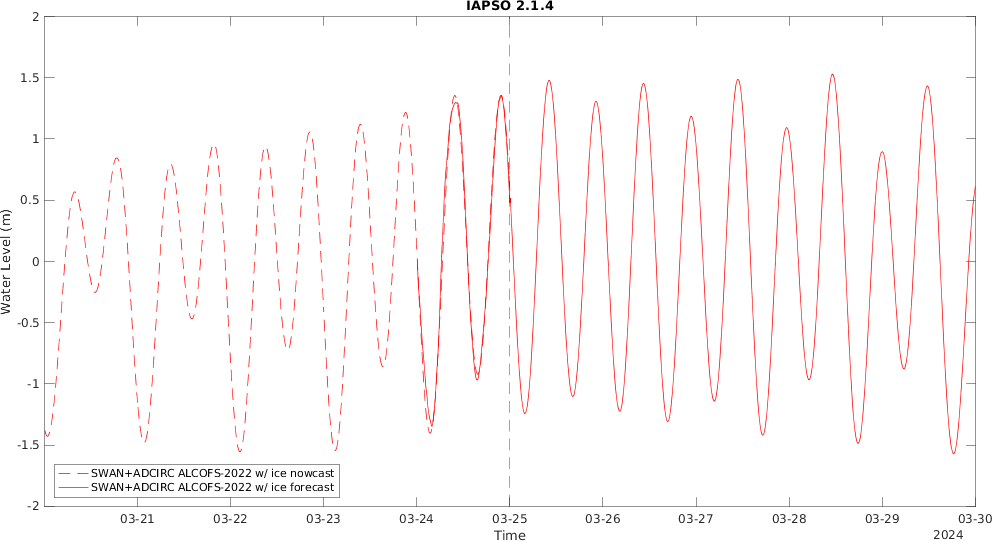 IAPSO 2.1.4
2
1.5
1
0.5
0
-0.5
-1
-1.5
-2
Water Level (m)
SWAN+ADCIRC ALCOFS-2022 w/ ice nowcast
SWAN+ADCIRC ALCOFS-2022 w/ ice forecast
03-21 03-22 03-23 03-24 03-25 03-26 03-27 03-28 03-29 03-30
Time
2024